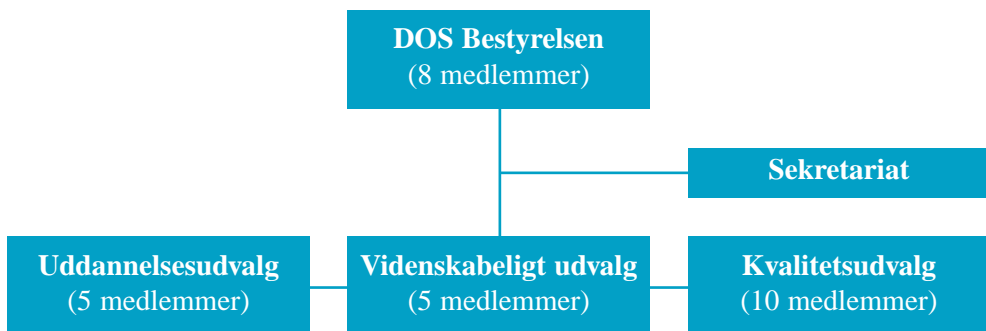 DOS Bestyrelsen
(8 medlemmer)
Sekretariat
Uddannelsesudvalg
(5 medlemmer)
Videnskabeligt udvalg
(5 medlemmer)
Kvalitetsudvalg
(10 medlemmer)